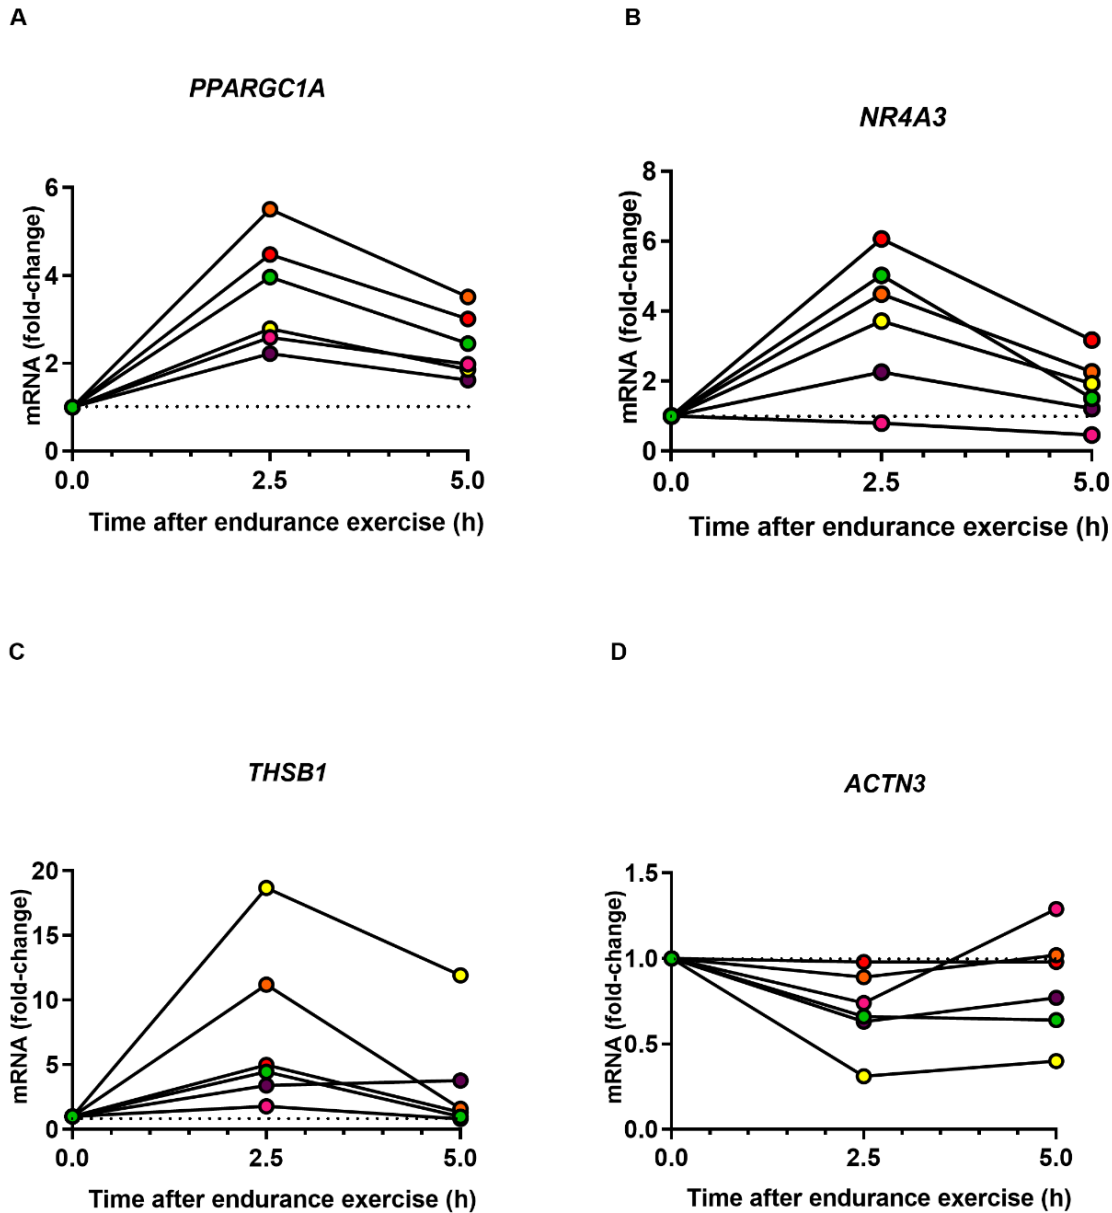 A
PPARGC1A
mRNA (fold-change)
6
4
2
0
0.0 2.5 5.0
Time after endurance exercise (h)
B
NR4A3
mRNA (fold-change)
8
6
4
2
0
0.0 2.5 5.0
Time after endurance exercise (h)
C
THSB1
mRNA (fold-change)
20
15
10
5
0
0.0 2.5 5.0
Time after endurance exercise (h)
D
ACTN3
mRNA (fold-change)
1.5
1.0
0.5
0.0
0.0 2.5 5.0
Time after endurance exercise (h)